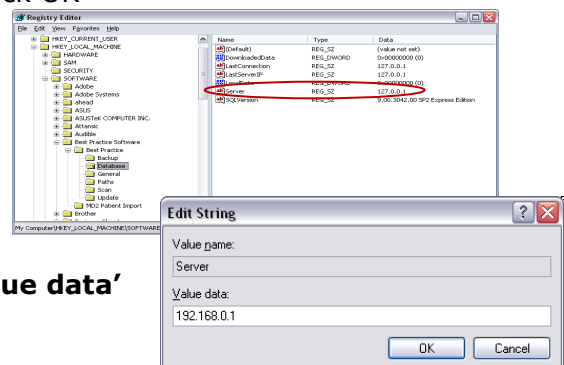 ck OK
Registry Editor
File Edit View Favorites Help
HKEY_CURRENT_USER
HKEY_LOCAL_MACHINE
HARDWARE
SAM
SECURITY
SOFTWARE
Adobe
Adobe Systems
ahead
ASUS
ASUSTeK COMPUTER INC.
Attansic
Audible
Best Practice Software
Best Practice
Backup
Database
General
Paths
Scan
Update
MD2 Patient Import
Brother
Name Type Data
(Default) REG_SZ (value not set)
DownloadedData REG_DWORD 0x00000000 (0)
LastConnection REG_SZ 127.0.0.1
LastServerIP REG_SZ 127.0.0.1
REG_DWORD 0x00000000 (0)
Server REG_SZ 127.0.0.1
SQLVersion REG_SZ 9.00.3042.00 SP2 Express Edition
My Computer\HKEY_LOCAL_MACHINE\SOFTWARE
ue data’
Edit String
Value name:
Server
Value data:
192.168.0.1
OK Cancel